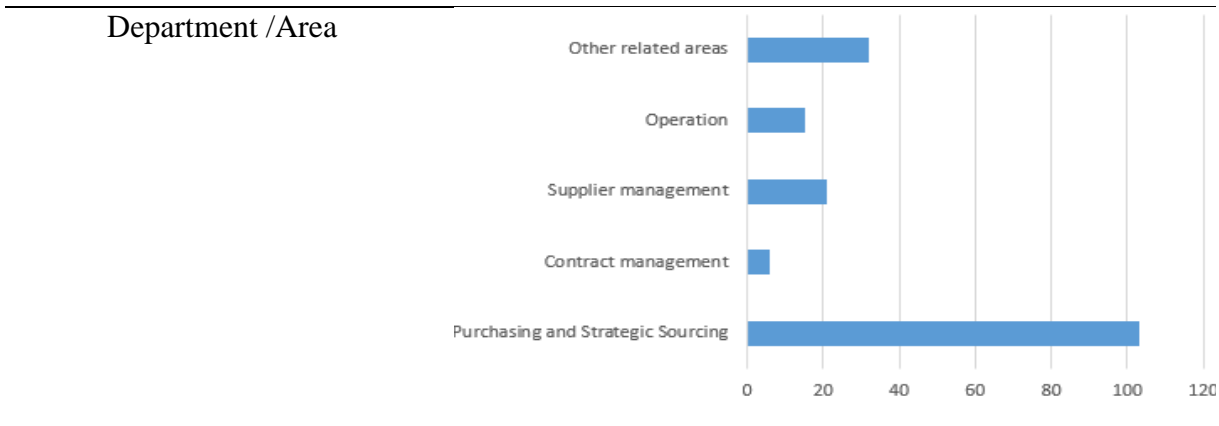 Department /Area
Other related areas
Operation
Supplier management
Contract management
Purchasing and Strategic Sourcing
0 20 40 60 80 100 120